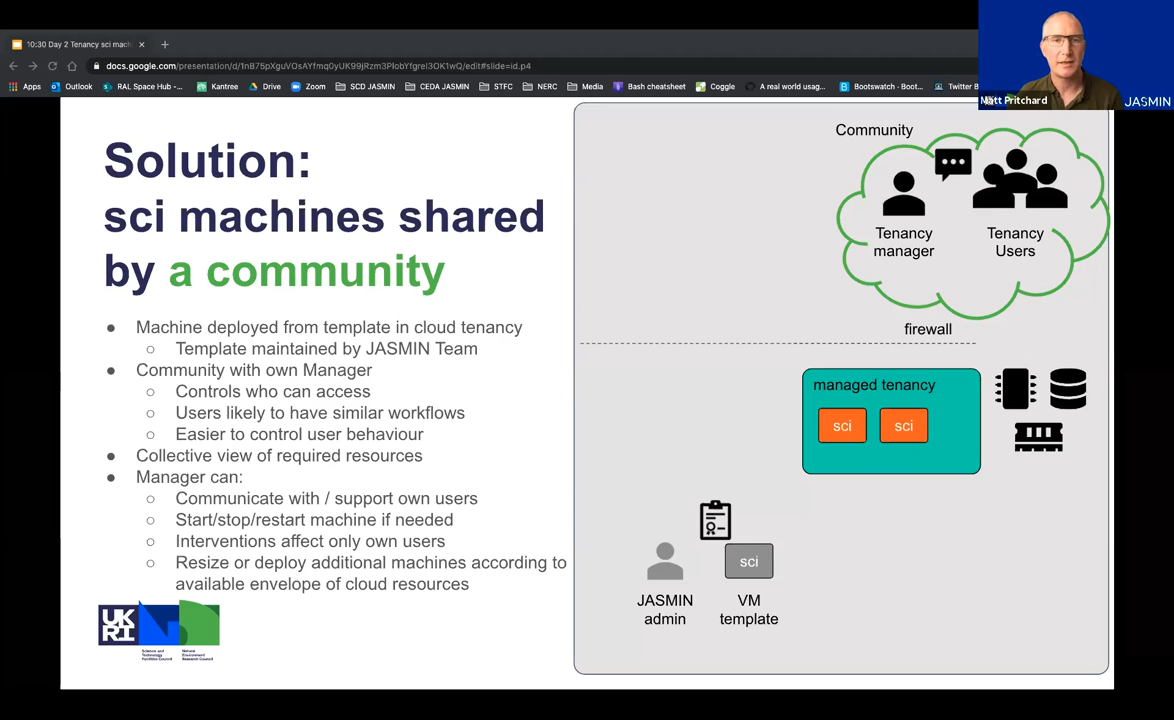 10:30 Day 2 Tenancy sci mach
docs.google.com/presentation/d/1nB75pXguVOsAYfmq0yUK99jRzm3PIobYfgreI3OK1wQ/edit#slide=id.p4
Apps Outlook RAL Space Hub -... Kantree Drive Zoom SCD JASMIN CEDA JASMIN STFC NERC Media Bash cheatsheet Coggle A real world usag... Bootswatch - Boot... Twitter B
Matt Pritchard
JASMIN
Solution:
sci machines shared
by a community
● Machine deployed from template in cloud tenancy
○ Template maintained by JASMIN Team
● Community with own Manager
○ Controls who can access
○ Users likely to have similar workflows
○ Easier to control user behaviour
● Collective view of required resources
● Manager can:
○ Communicate with / support own users
○ Start/stop/restart machine if needed
○ Interventions affect only own users
○ Resize or deploy additional machines according to
available envelope of cloud resources
UK
RI
Science and
Technology
Facilities Council
Natural
Environment
Research Council
Community
Tenancy
manager
Tenancy
Users
firewall
managed tenancy
sci sci
sci
JASMIN
admin
VM
template